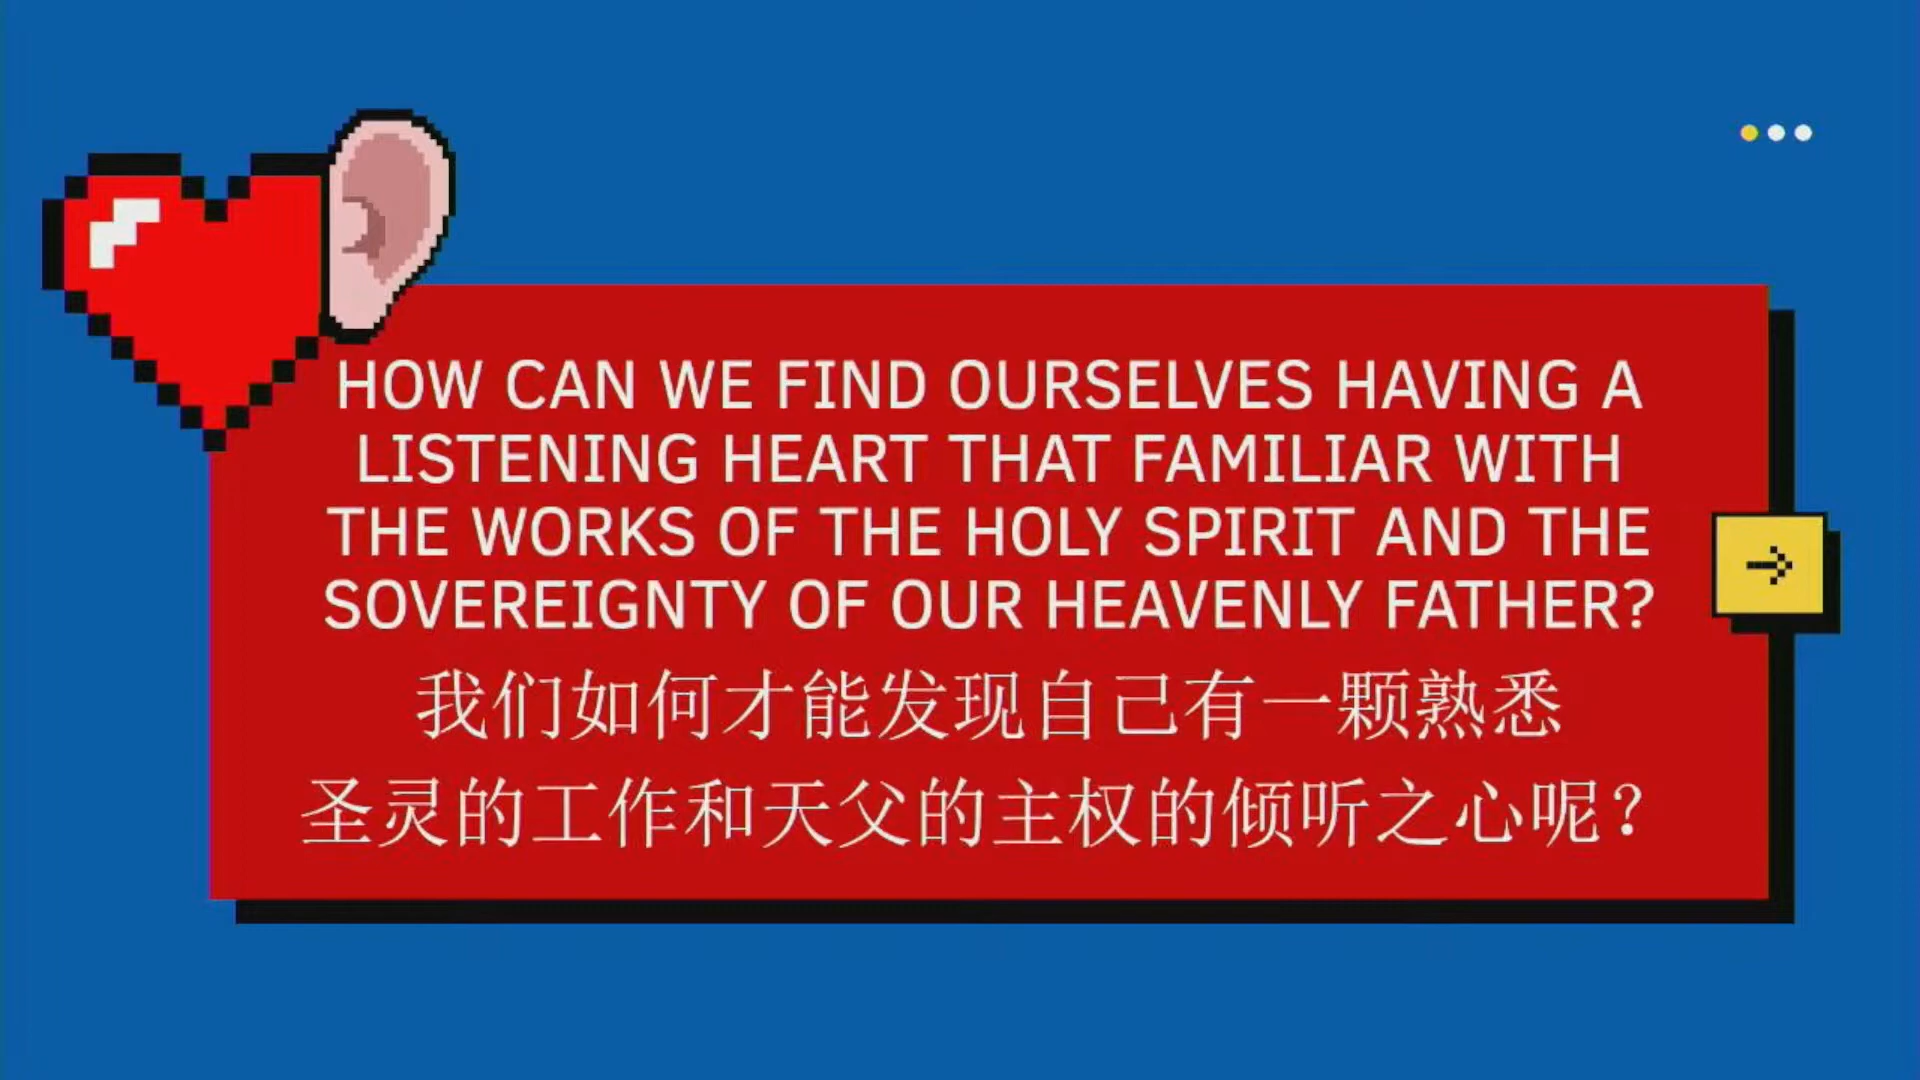 HOW CAN WE FIND OURSELVES HAVING A
LISTENING HEART THAT FAMILIAR WITH
THE WORKS OF THE HOLY SPIRIT AND THE
SOVEREIGNTY OF OUR HEAVENLY FATHER?
我们如何才能发现自己有一颗熟悉
圣灵的工作和天父的主权的倾听之心呢？